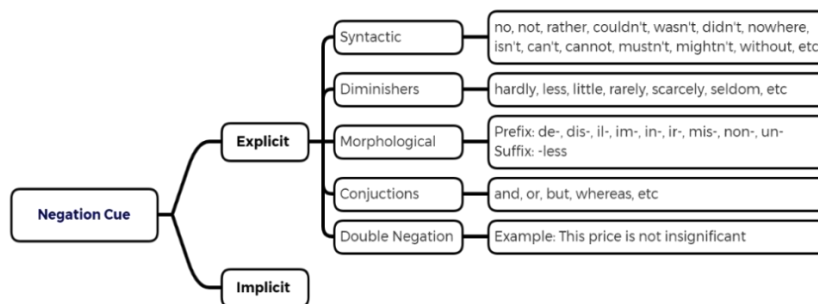 Negation Cue
Explicit
Syntactic
no, not, rather, couldn't, wasn't, didn't, nowhere,
isn't, can't, cannot, mustn't, mightn't, without, etc
Diminishers
hardly, less, little, rarely, scarcely, seldom, etc
Morphological
Prefix: de-, dis-, il-, im-, in-, ir-, mis-, non-, un-
Suffix: -less
Conjuctions
and, or, but, whereas, etc
Double Negation
Example: This price is not insignificant
Implicit